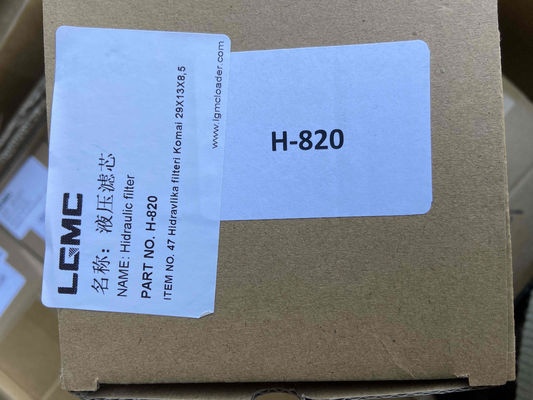 LGMC
www.lgmcloader.com
名称：液压滤芯
NAME: Hidraulic filter
PART NO. H-820
ITEM NO. 47 Hidravlika filteri Komai 29X13X8,5
H-820